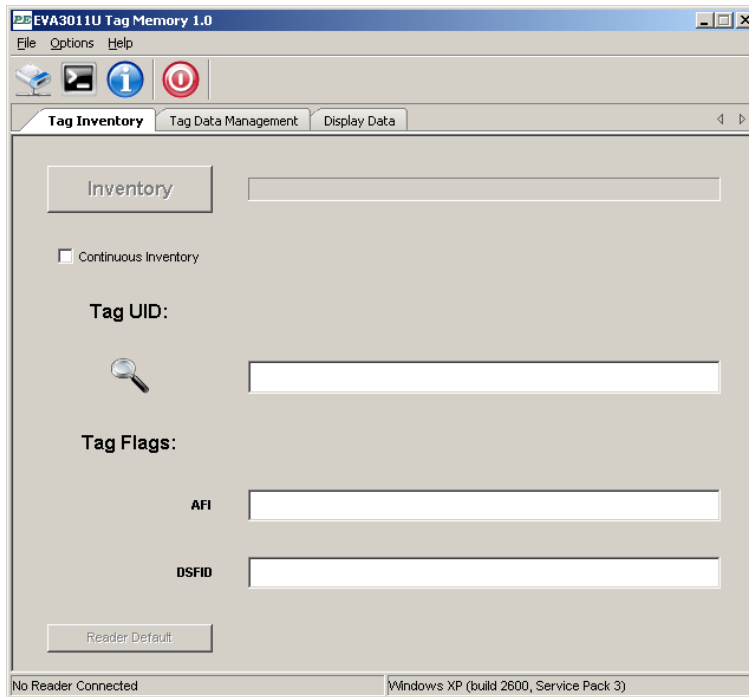 PE EVA3011U Tag Memory 1.0
File Options Help
Tag Inventory Tag Data Management Display Data
Inventory
Continuous Inventory
Tag UID:
Tag Flags:
AFI
DSFID
Reader Default
No Reader Connected Windows XP (build 2600, Service Pack 3)